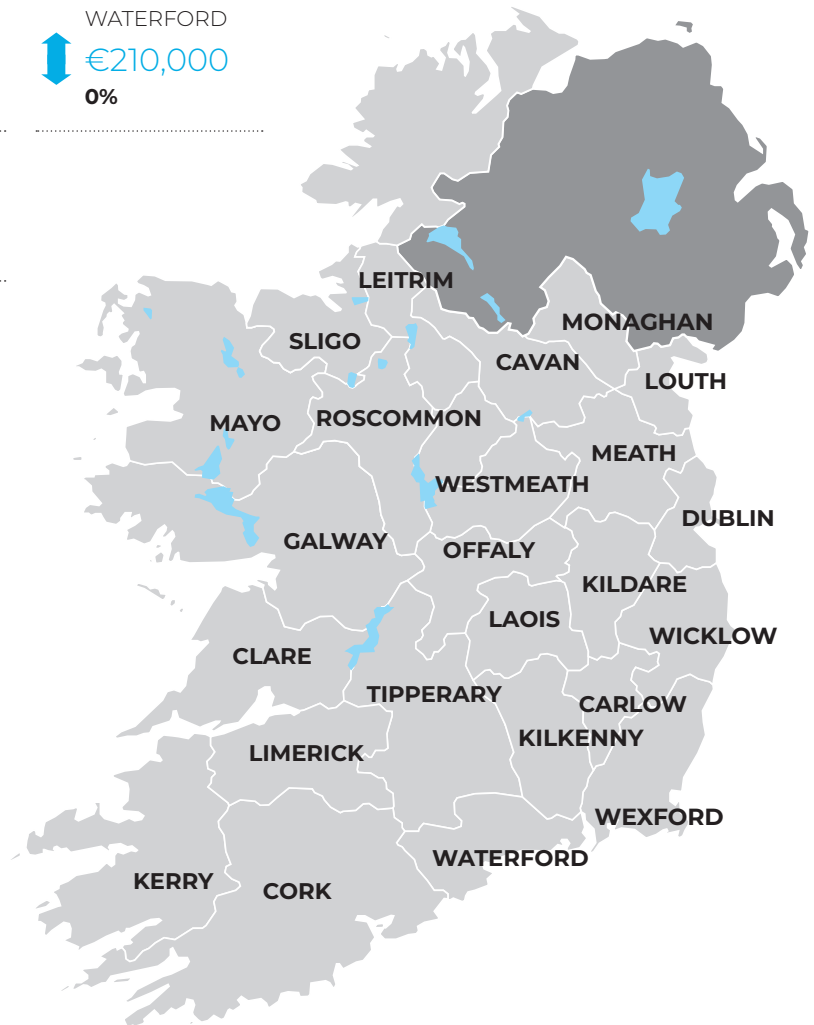 WATERFORD
€210,000
0%
LEITRIM
MONAGHAN
SLIGO
CAVAN
LOUTH
MAYO
ROSCOMMON
MEATH
WESTMEATH
DUBLIN
GALWAY
OFFALY
KILDARE
LAOIS
WICKLOW
CLARE
TIPPERARY
CARLOW
KILKENNY
LIMERICK
WEXFORD
WATERFORD
KERRY
CORK